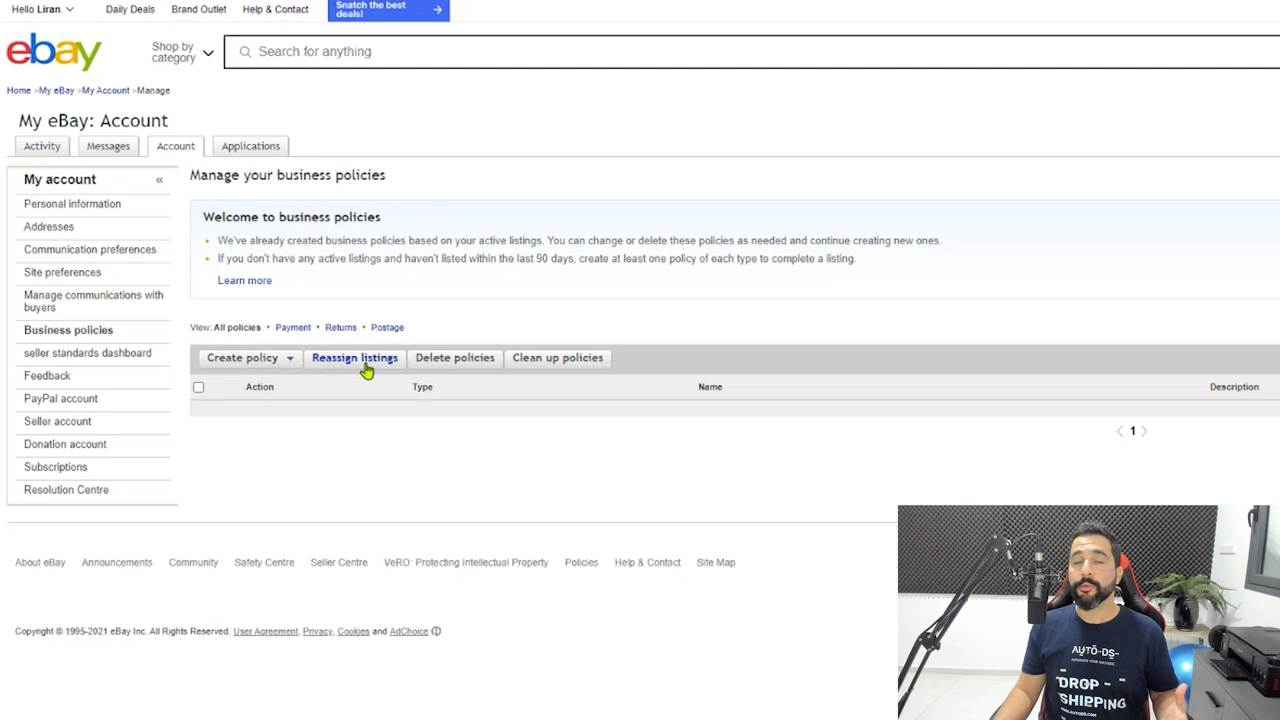 Hello Liran.
Daily Deals
Brand Outlet
Help & Contact
Snatch the best deals!
ebay
Shop by category
Search for anything
Home >My eBay >My Account >Manage
My eBay: Account
Activity
Messages
Account
Applications
My account «
Personal information
Addresses
Communication preferences
Site preferences
Manage communications with buyers
Business policies
seller standards dashboard
Feedback
PayPal account
Seller account
Donation account
Subscriptions
Resolution Centre
Manage your business policies
Welcome to business policies
We've already created business policies based on your active listings. You can change or delete these policies as needed and continue creating new ones.
If you don't have any active listings and haven't listed within the last 90 days, create at least one policy of each type to complete a listing.
Learn more
View: All policies • Payment • Returns • Postage
Create policy
Reassign listings
Delete policies
Clean up policies
Action
Type
Name
Description
1
About eBay
Announcements
Community
Safety Centre
Seller Centre
VeRO: Protecting Intellectual Property
Policies
Help & Contact
Site Map
Copyright © 1995-2021 eBay Inc. All Rights Reserved. User Agreement, Privacy, Cookies and AdChoice
AUTO-DS
AUTOMATE YOUR SUCCESS
DROP
SHIPPING
WWW.AUTODS.COM